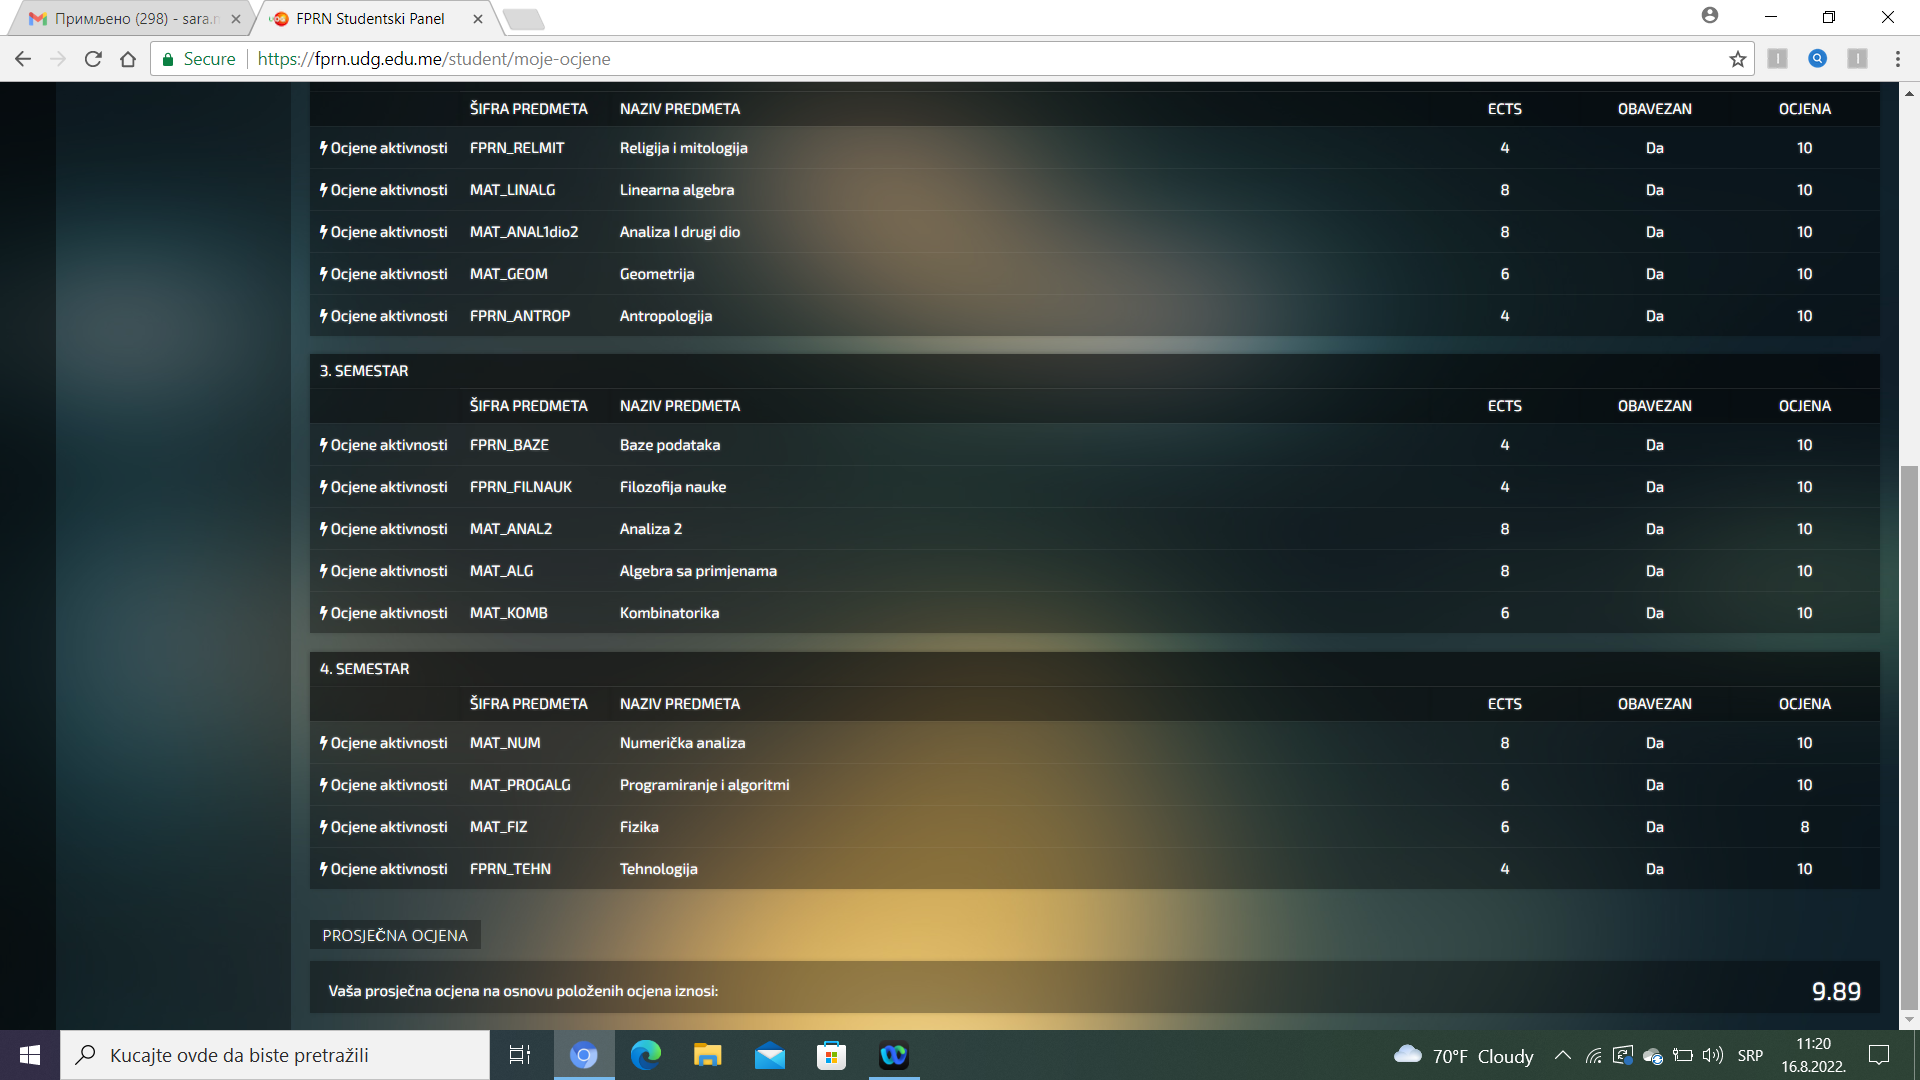 Примљено (298) - sara.n
FPRN Studentski Panel
Secure https://fprn.udg.edu.me/student/moje-ocjene
ŠIFRA PREDMETA NAZIV PREDMETA ECTS OBAVEZAN OCJENA
Ocjene aktivnosti FPRN_RELMIT Religija i mitologija 4 Da 10
Ocjene aktivnosti MAT_LINALG Linearna algebra 8 Da 10
Ocjene aktivnosti MAT_ANAL1dio2 Analiza I drugi dio 8 Da 10
Ocjene aktivnosti MAT_GEOM Geometrija 6 Da 10
Ocjene aktivnosti FPRN_ANTROP Antropologija 4 Da 10
3. SEMESTAR
ŠIFRA PREDMETA NAZIV PREDMETA ECTS OBAVEZAN OCJENA
Ocjene aktivnosti FPRN_BAZE Baze podataka 4 Da 10
Ocjene aktivnosti FPRN_FILNAUK Filozofija nauke 4 Da 10
Ocjene aktivnosti MAT_ANAL2 Analiza 2 8 Da 10
Ocjene aktivnosti MAT_ALG Algebra sa primjenama 8 Da 10
Ocjene aktivnosti MAT_KOMB Kombinatorika 6 Da 10
4. SEMESTAR
ŠIFRA PREDMETA NAZIV PREDMETA ECTS OBAVEZAN OCJENA
Ocjene aktivnosti MAT_NUM Numerička analiza 8 Da 10
Ocjene aktivnosti MAT_PROGALG Programiranje i algoritmi 6 Da 10
Ocjene aktivnosti MAT_FIZ Fizika 6 Da 8
Ocjene aktivnosti FPRN_TEHN Tehnologija 4 Da 10
PROSJEČNA OCJENA
Vaša prosječna ocjena na osnovu položenih ocjena iznosi: 9.89
Kucajte ovde da biste pretražili
70°F Cloudy
SRP
11:20
16.8.2022.